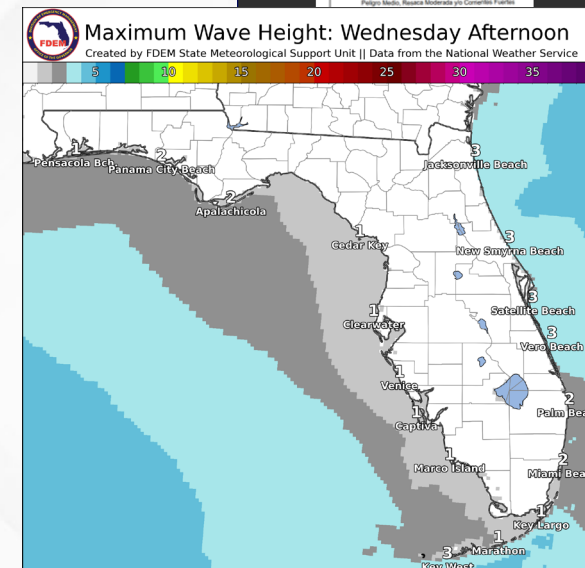 Peligro Medio, Resaca Moderada y/o Corrientes Fuertes
FDEM
Maximum Wave Height: Wednesday Afternoon
Created by FDEM State Meteorological Support Unit || Data from the National Weather Service
5 10 15 20 25 30 35
3
Jacksonville Beach
1
Pensacola Bch
2
Panama City Beach
2
Apalachicola
1
Cedar Key
3
New Smyrna Beach
3
Satellite Beach
1
Clearwater
3
Vero Beach
1
Venice
2
Palm Bea
1
Captiva
1
Marco Island
2
Miami Bea
1
Key Largo
1
Marathon
3
Key West